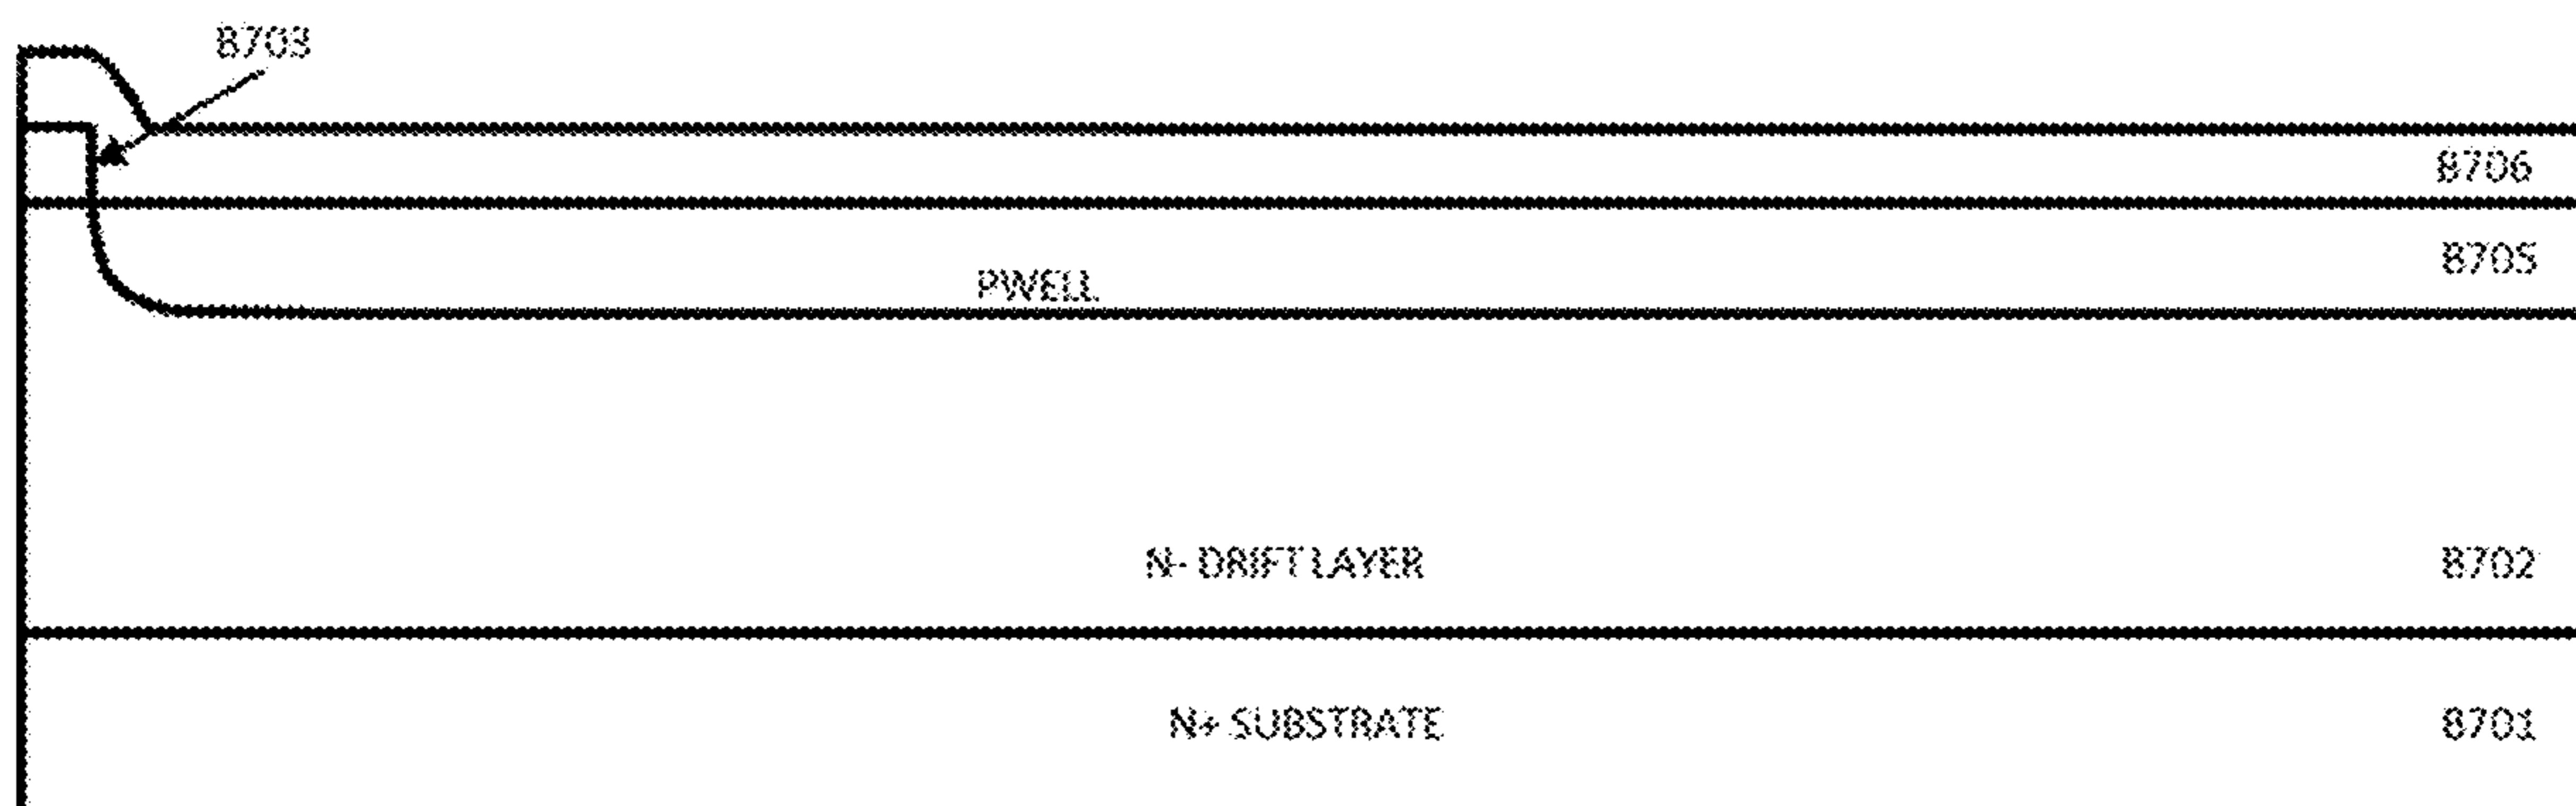 8703
8706
8705
PWELL
N- DRIFT LAYER
8702
N+ SUBSTRATE
8701